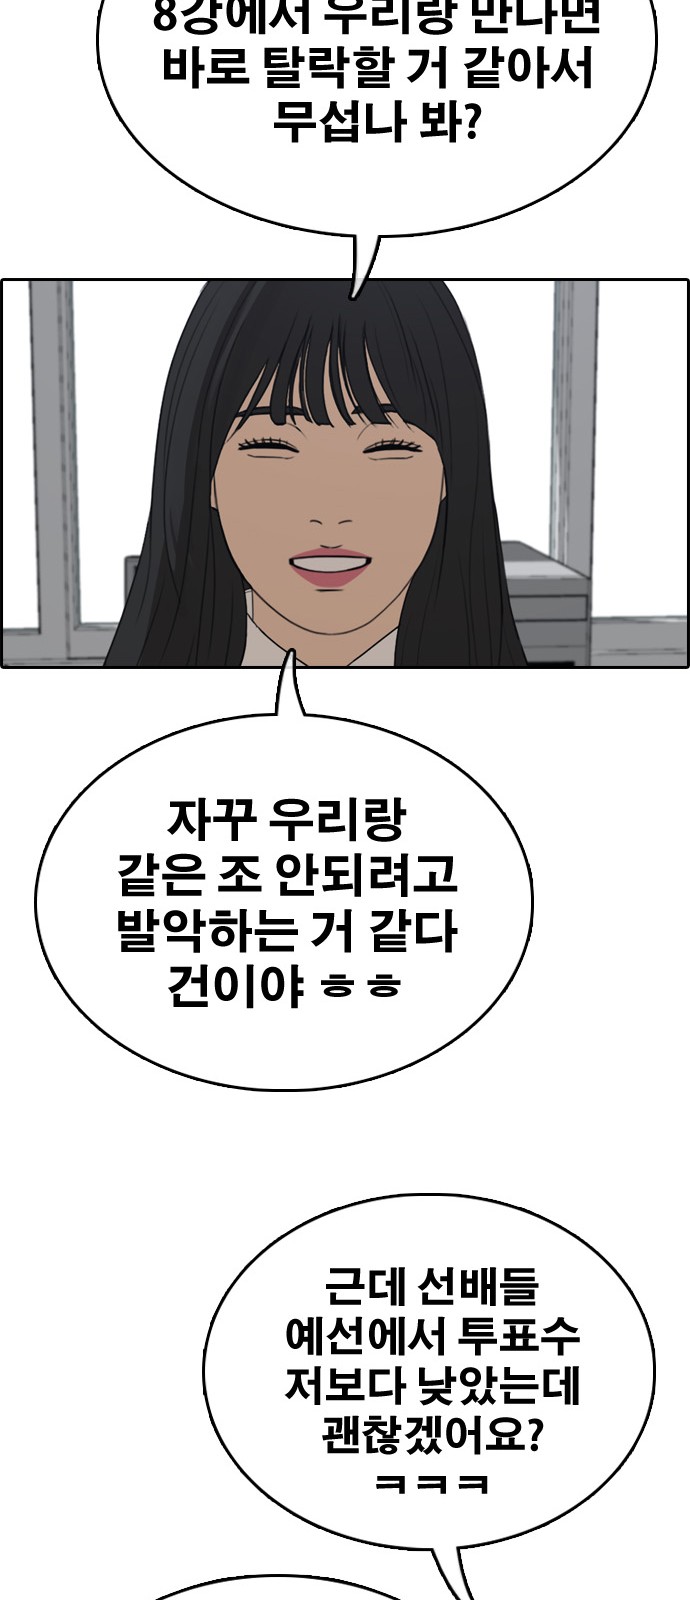 8강에서 우리랑 만나면
바로 탈락할 거 같아서
무섭나 봐?
자꾸 우리랑
같은 조 안되려고
발악하는 거 같다
건이야 ㅎㅎ
근데 선배들
예선에서 투표수
저보다 낮았는데
괜찮겠어요?
ㅋㅋㅋ